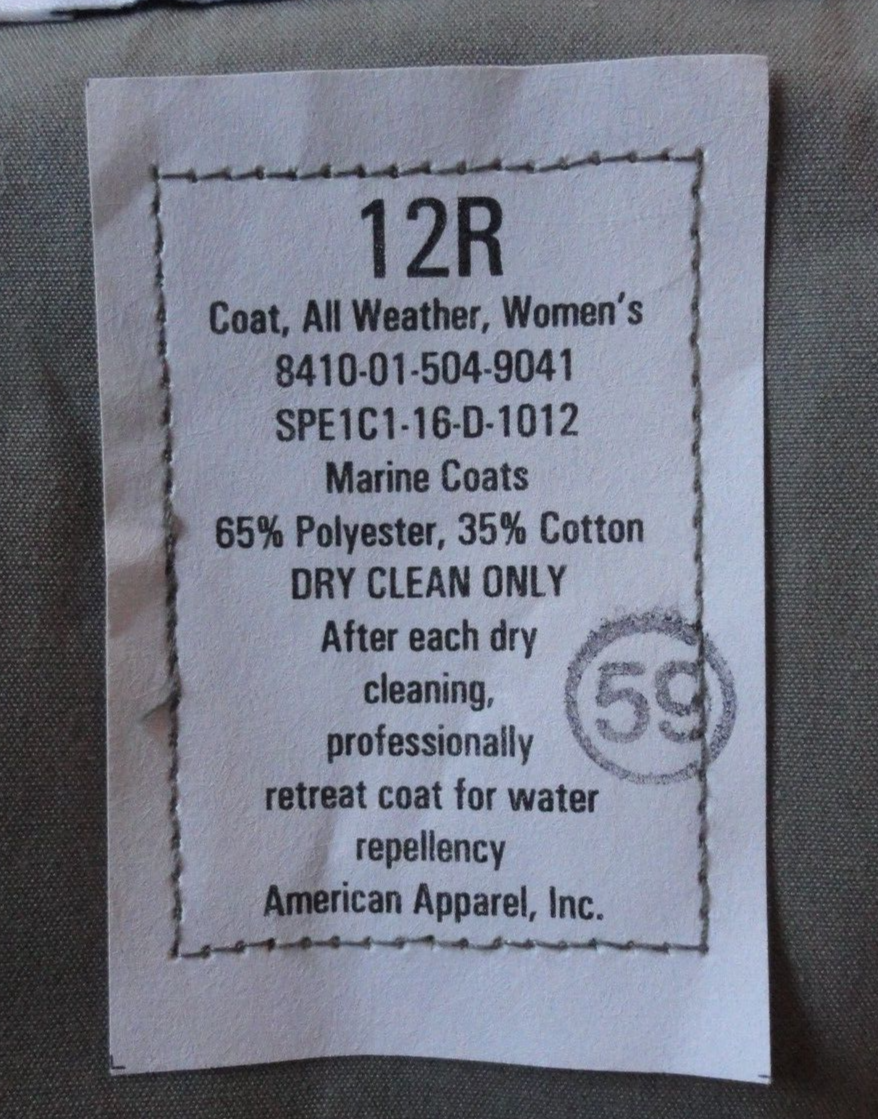 12R
Coat, All Weather, Women's
8410-01-504-9041
SPE1C1-16-D-1012
Marine Coats
65% Polyester, 35% Cotton
DRY CLEAN ONLY
After each dry
cleaning,
professionally
retreat coat for water
repellency
American Apparel, Inc.
59